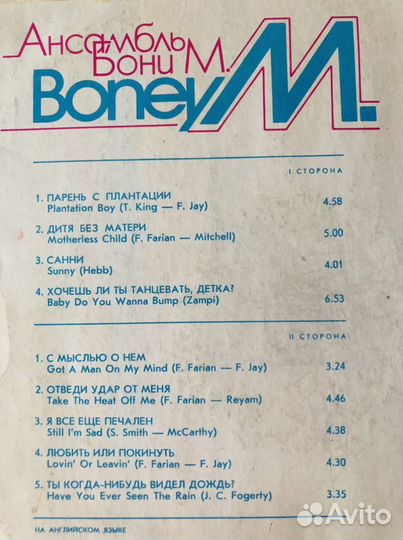 Ансамбль
Бони М.
Boney M.
I СТОРОНА
1. ПАРЕНЬ С ПЛАНТАЦИИ
Plantation Boy (T. King — F. Jay) 4.58
2. ДИТЯ БЕЗ МАТЕРИ
Motherless Child (F. Farian — Mitchell) 5.00
3. САННИ
Sunny (Hebb) 4.01
4. ХОЧЕШЬ ЛИ ТЫ ТАНЦЕВАТЬ, ДЕТКА?
Baby Do You Wanna Bump (Zampi) 6.53
II СТОРОНА
1. С МЫСЛЬЮ О НЕМ
Got A Man On My Mind (F. Farian — F. Jay) 3.24
2. ОТВЕДИ УДАР ОТ МЕНЯ
Take The Heat Off Me (F. Farian — Reyam) 4.46
3. Я ВСЕ ЕЩЕ ПЕЧАЛЕН
Still I'm Sad (S. Smith — McCarthy) 4.38
4. ЛЮБИТЬ ИЛИ ПОКИНУТЬ
Lovin' Or Leavin' (F. Farian — F. Jay) 4.30
5. ТЫ КОГДА-НИБУДЬ ВИДЕЛ ДОЖДЬ?
Have You Ever Seen The Rain (J. C. Fogerty) 3.35
НА АНГЛИЙСКОМ ЯЗЫКЕ
Avito